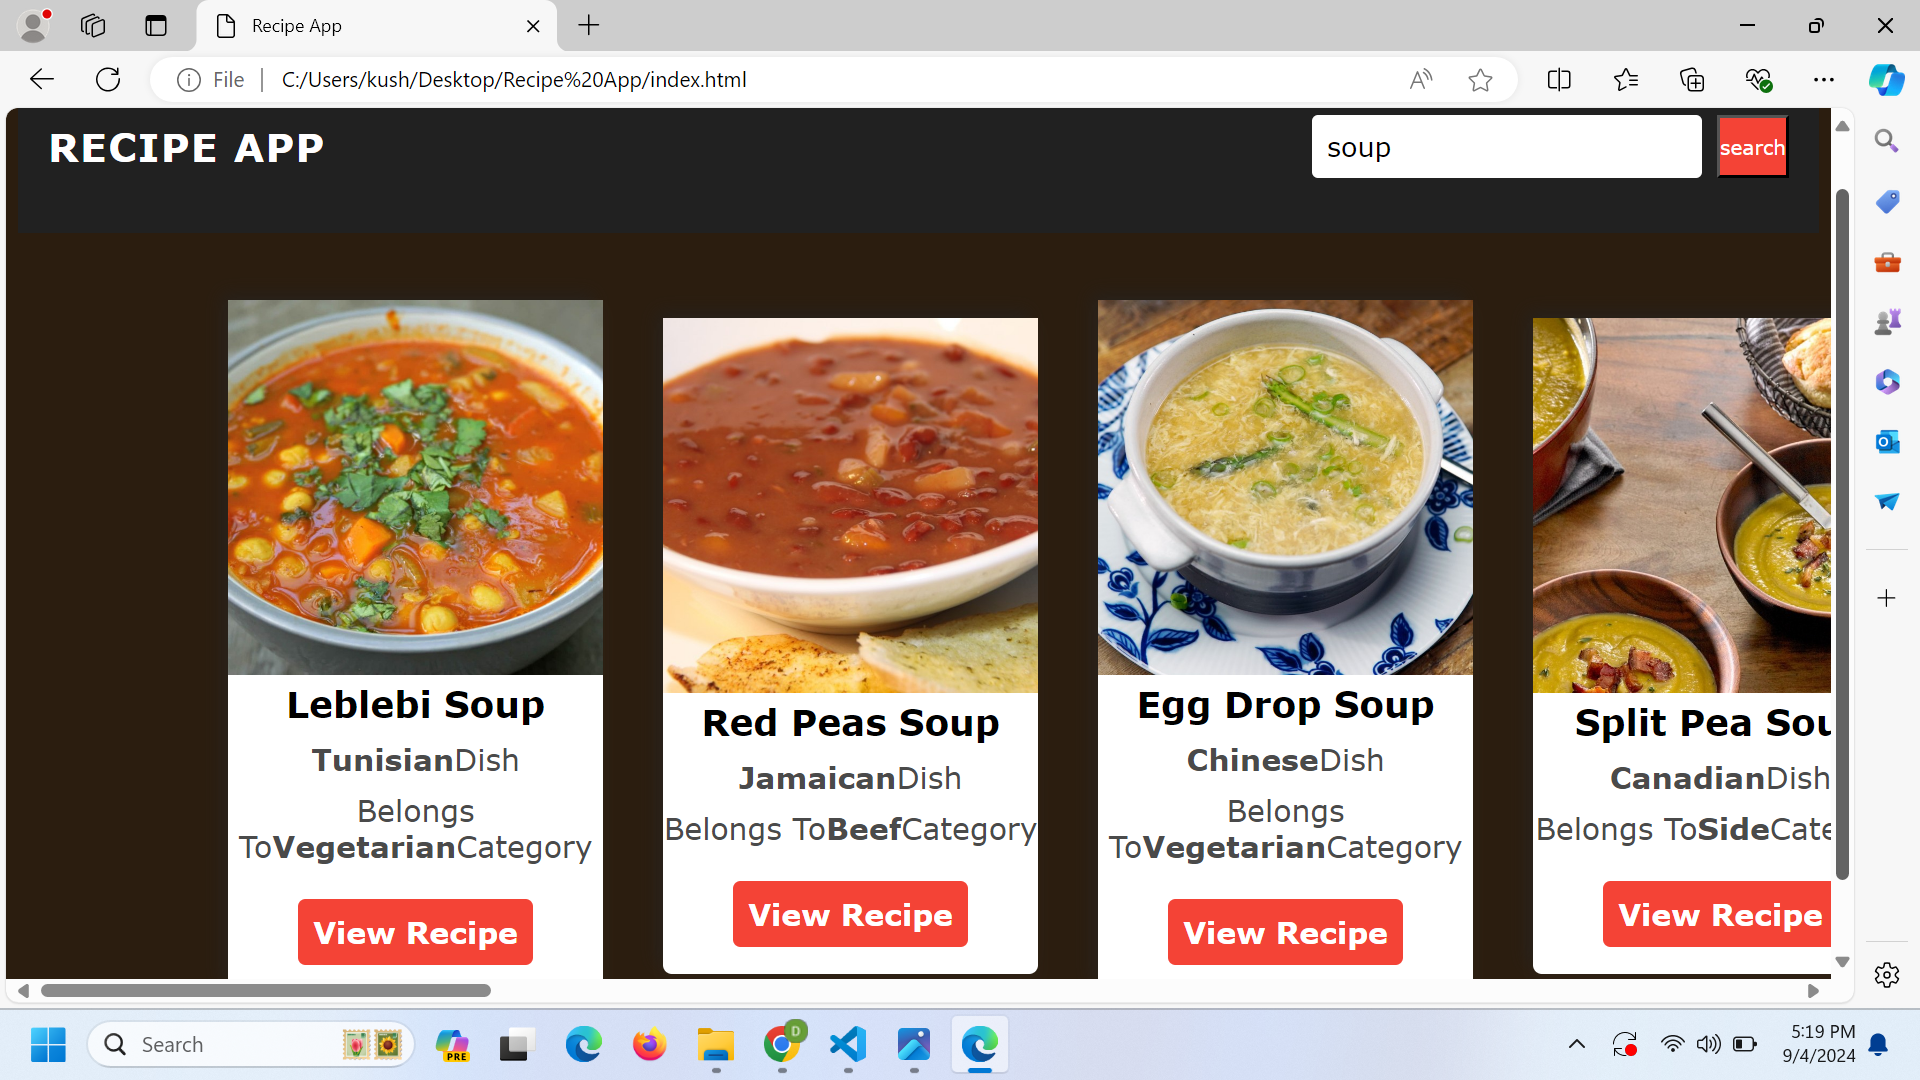 Recipe App
File
C:/Users/kush/Desktop/Recipe%20App/index.html
RECIPE APP
soup
search
Leblebi Soup
TunisianDish
Belongs
ToVegetarianCategory
View Recipe
Red Peas Soup
JamaicanDish
Belongs ToBeefCategory
View Recipe
Egg Drop Soup
ChineseDish
Belongs
ToVegetarianCategory
View Recipe
Split Pea Sou
CanadianDish
Belongs ToSideCate
View Recipe
Search
PRE
D
5:19 PM
9/4/2024